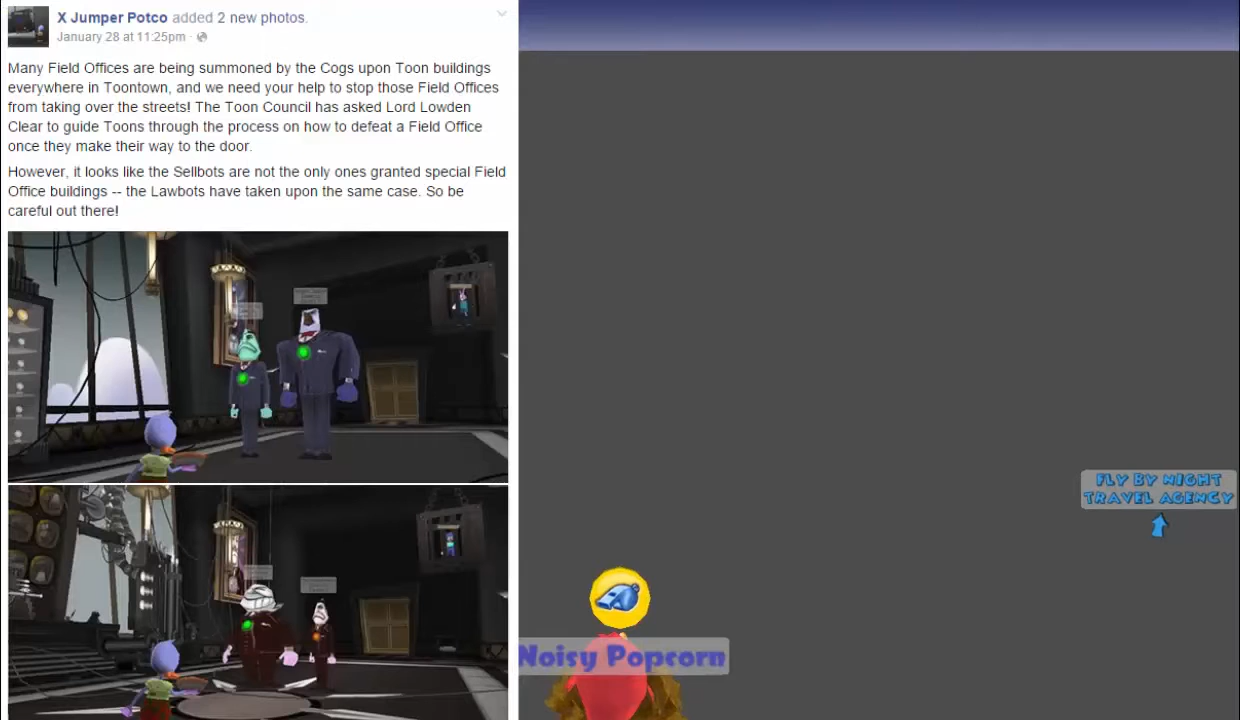 X Jumper Potco added 2 new photos.
January 28 at 11:25pm ·
Many Field Offices are being summoned by the Cogs upon Toon buildings
everywhere in Toontown, and we need your help to stop those Field Offices
from taking over the streets! The Toon Council has asked Lord Lowden
Clear to guide Toons through the process on how to defeat a Field Office
once they make their way to the door.
However, it looks like the Sellbots are not the only ones granted special Field
Office buildings -- the Lawbots have taken upon the same case. So be
careful out there!
FLY BY NIGHT
TRAVEL AGENCY
Noisy Popcorn